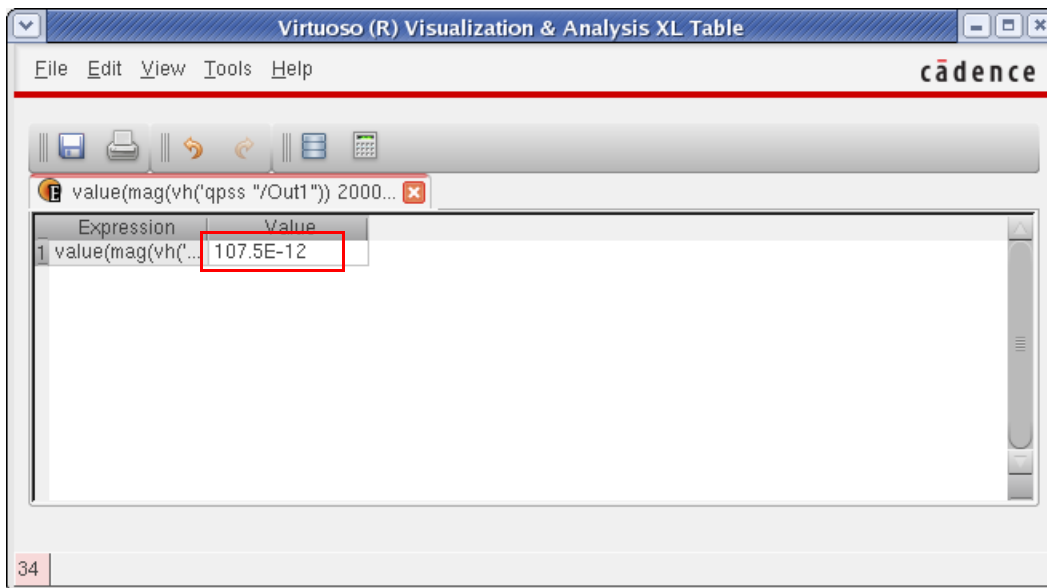 Virtuoso (R) Visualization & Analysis XL Table
File Edit View Tools Help
cādence
value(mag(vh('qpss "/Out1")) 2000...
Expression Value
1 value(mag(vh('... 107.5E-12
34